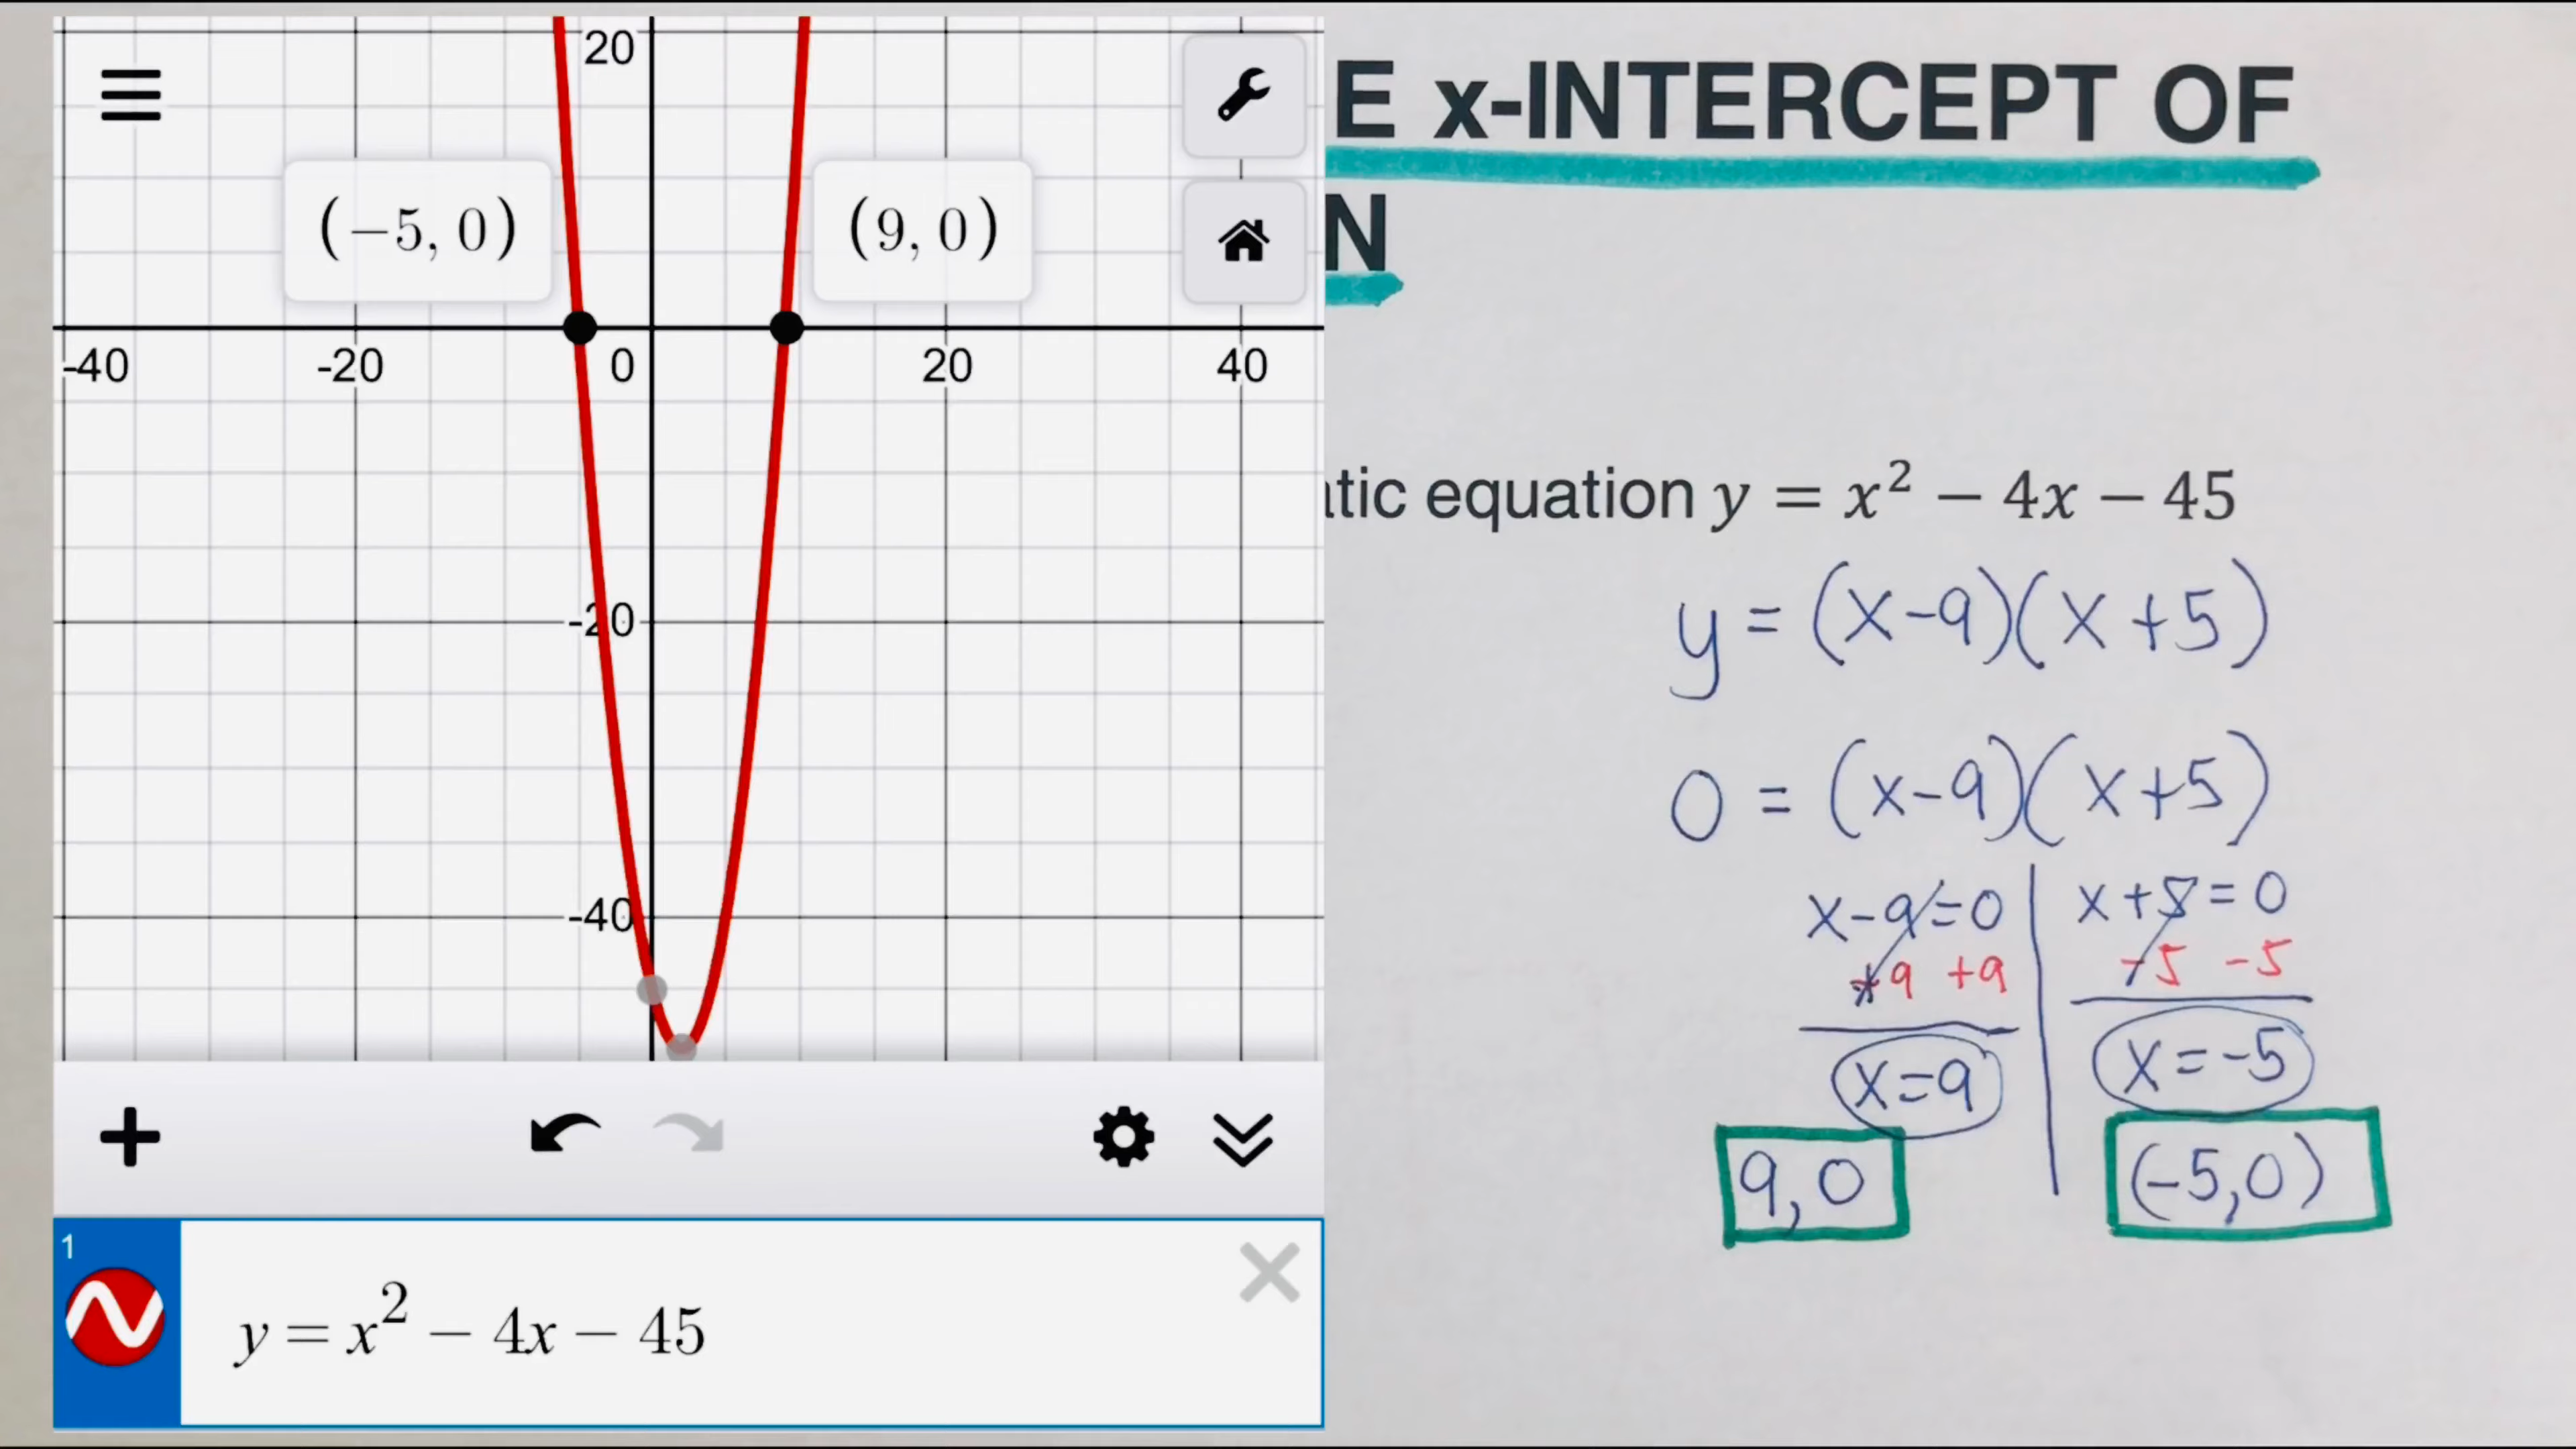 20
(−5, 0)
(9, 0)
-40
-20
0
20
40
-20
-40
1
y = x² − 4x − 45
E x-INTERCEPT OF
N
tic equation y = x² − 4x − 45
y = (x-9)(x+5)
0 = (x-9)(x+5)
x-9=0
+9 +9
x=9
9,0
x+5=0
-5 -5
x=-5
(-5,0)